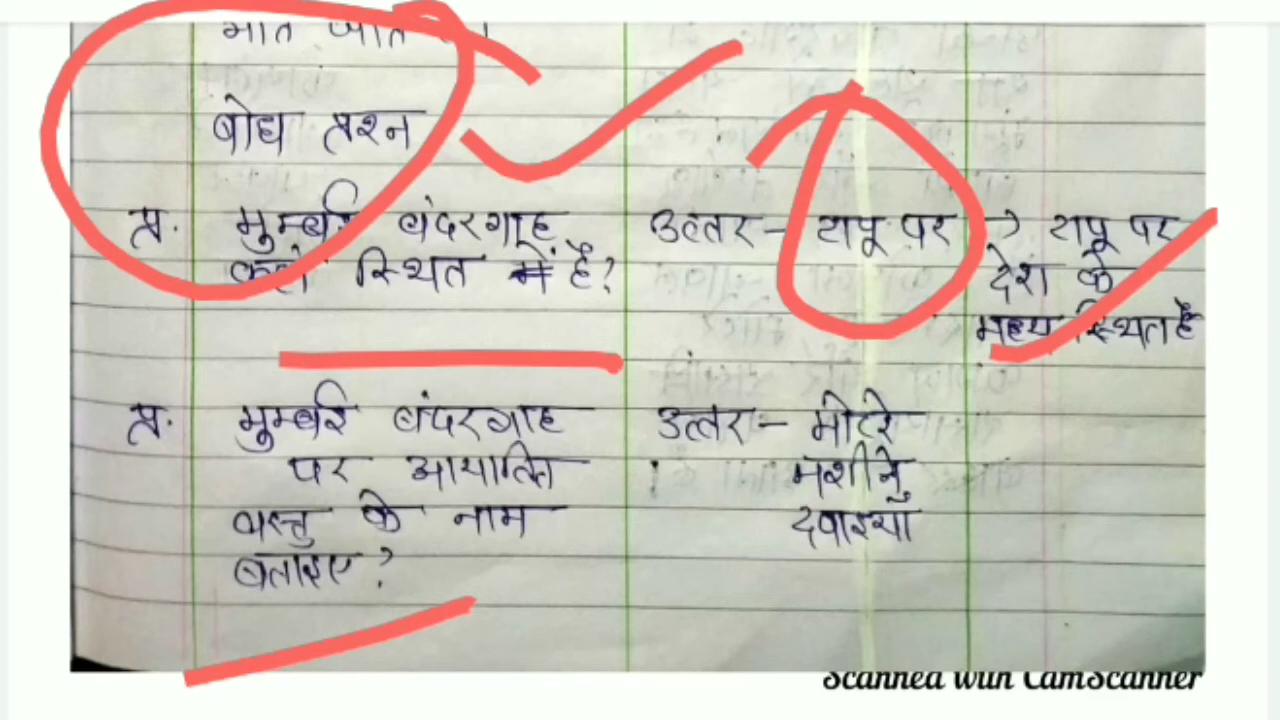 बोध प्रश्न
प्र. मुम्बई बंदरगाह उत्तर - टापू पर , टापू पर
कहाँ स्थित में है? देश के
मध्य स्थित है
प्र. मुम्बई बंदरगाह उत्तर - मोटरे
पर आयातित मशीने
वस्तु के नाम दवाइया
बताइए?
Scanned with CamScanner